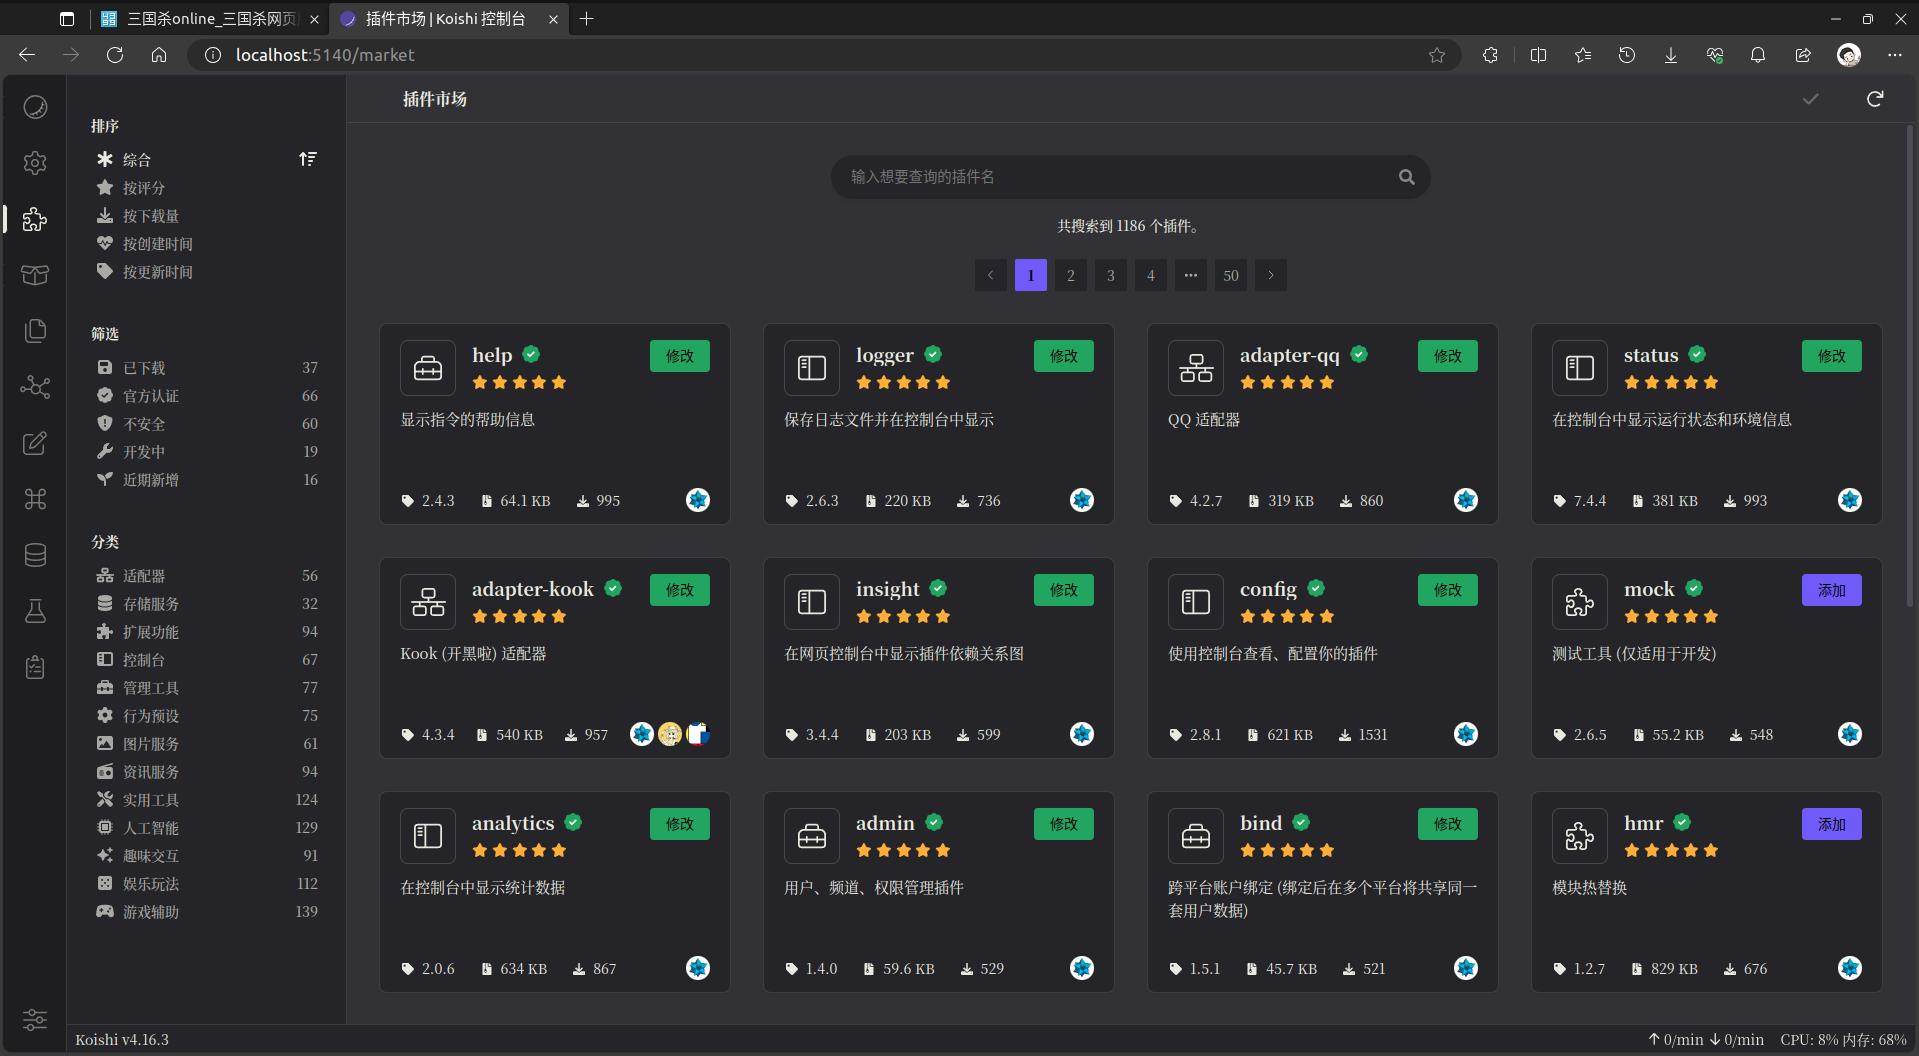 三国杀online_三国杀网页
插件市场 | Koishi 控制台
localhost:5140/market
插件市场
排序
综合
按评分
按下载量
按创建时间
按更新时间
筛选
已下载 37
官方认证 66
不安全 60
开发中 19
近期新增 16
分类
适配器 56
存储服务 32
扩展功能 94
控制台 67
管理工具 77
行为预设 75
图片服务 61
资讯服务 94
实用工具 124
人工智能 129
趣味交互 91
娱乐玩法 112
游戏辅助 139
输入想要查询的插件名
共搜索到 1186 个插件。
1 2 3 4 ··· 50
help 修改
显示指令的帮助信息
2.4.3 64.1 KB 995
logger 修改
保存日志文件并在控制台中显示
2.6.3 220 KB 736
adapter-qq 修改
QQ 适配器
4.2.7 319 KB 860
status 修改
在控制台中显示运行状态和环境信息
7.4.4 381 KB 993
adapter-kook 修改
Kook (开黑啦) 适配器
4.3.4 540 KB 957
insight 修改
在网页控制台中显示插件依赖关系图
3.4.4 203 KB 599
config 修改
使用控制台查看、配置你的插件
2.8.1 621 KB 1531
mock 添加
测试工具 (仅适用于开发)
2.6.5 55.2 KB 548
analytics 修改
在控制台中显示统计数据
2.0.6 634 KB 867
admin 修改
用户、频道、权限管理插件
1.4.0 59.6 KB 529
bind 修改
跨平台账户绑定 (绑定后在多个平台将共享同一
套用户数据)
1.5.1 45.7 KB 521
hmr 添加
模块热替换
1.2.7 829 KB 676
Koishi v4.16.3
0/min 0/min CPU: 8% 内存: 68%